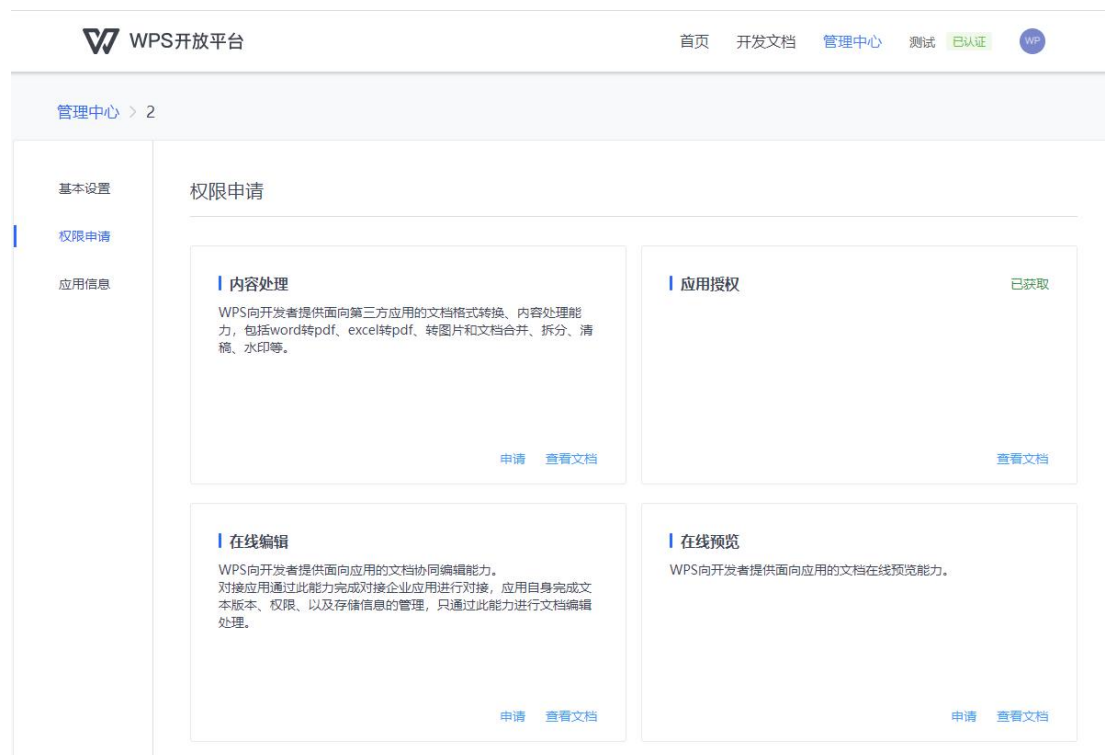 WPS开放平台
首页 开发文档 管理中心 测试 已认证 WP
管理中心 > 2
基本设置
权限申请
应用信息
权限申请
内容处理
WPS向开发者提供面向第三方应用的文档格式转换、内容处理能
力，包括word转pdf、excel转pdf、转图片和文档合并、拆分、清
稿、水印等。
申请 查看文档
应用授权 已获取
查看文档
在线编辑
WPS向开发者提供面向应用的文档协同编辑能力。
对接应用通过此能力完成对接企业应用进行对接，应用自身完成文
本版本、权限、以及存储信息的管理，只通过此能力进行文档编辑
处理。
申请 查看文档
在线预览
WPS向开发者提供面向应用的文档在线预览能力。
申请 查看文档